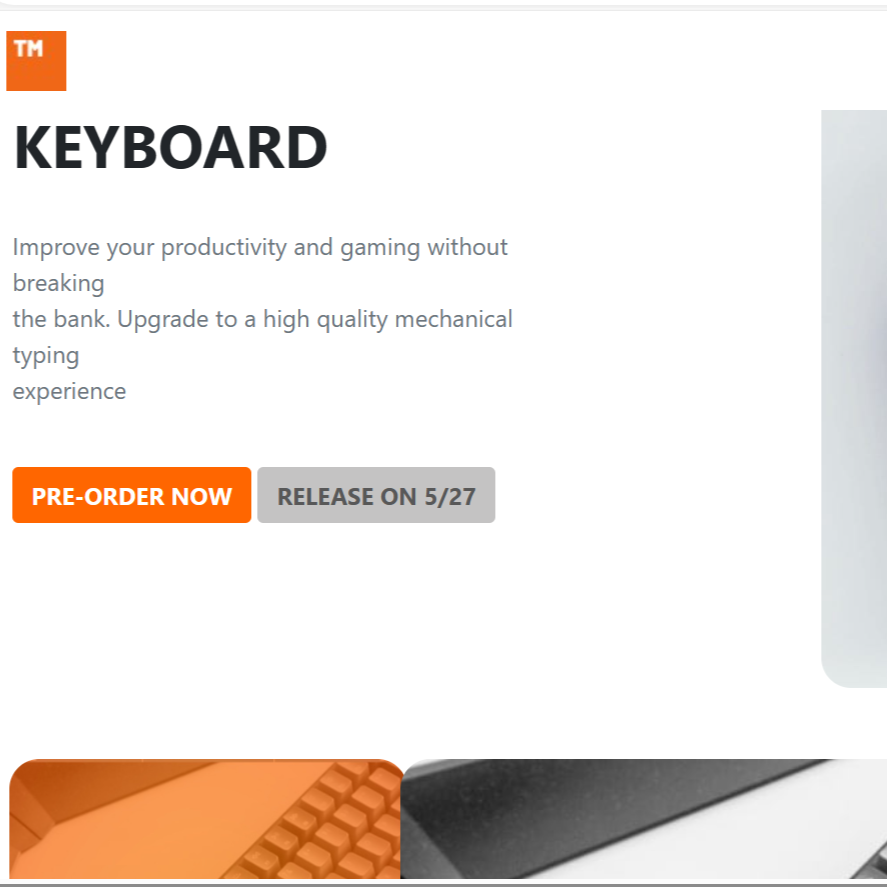 TM
KEYBOARD
Improve your productivity and gaming without
breaking
the bank. Upgrade to a high quality mechanical
typing
experience
PRE-ORDER NOW
RELEASE ON 5/27